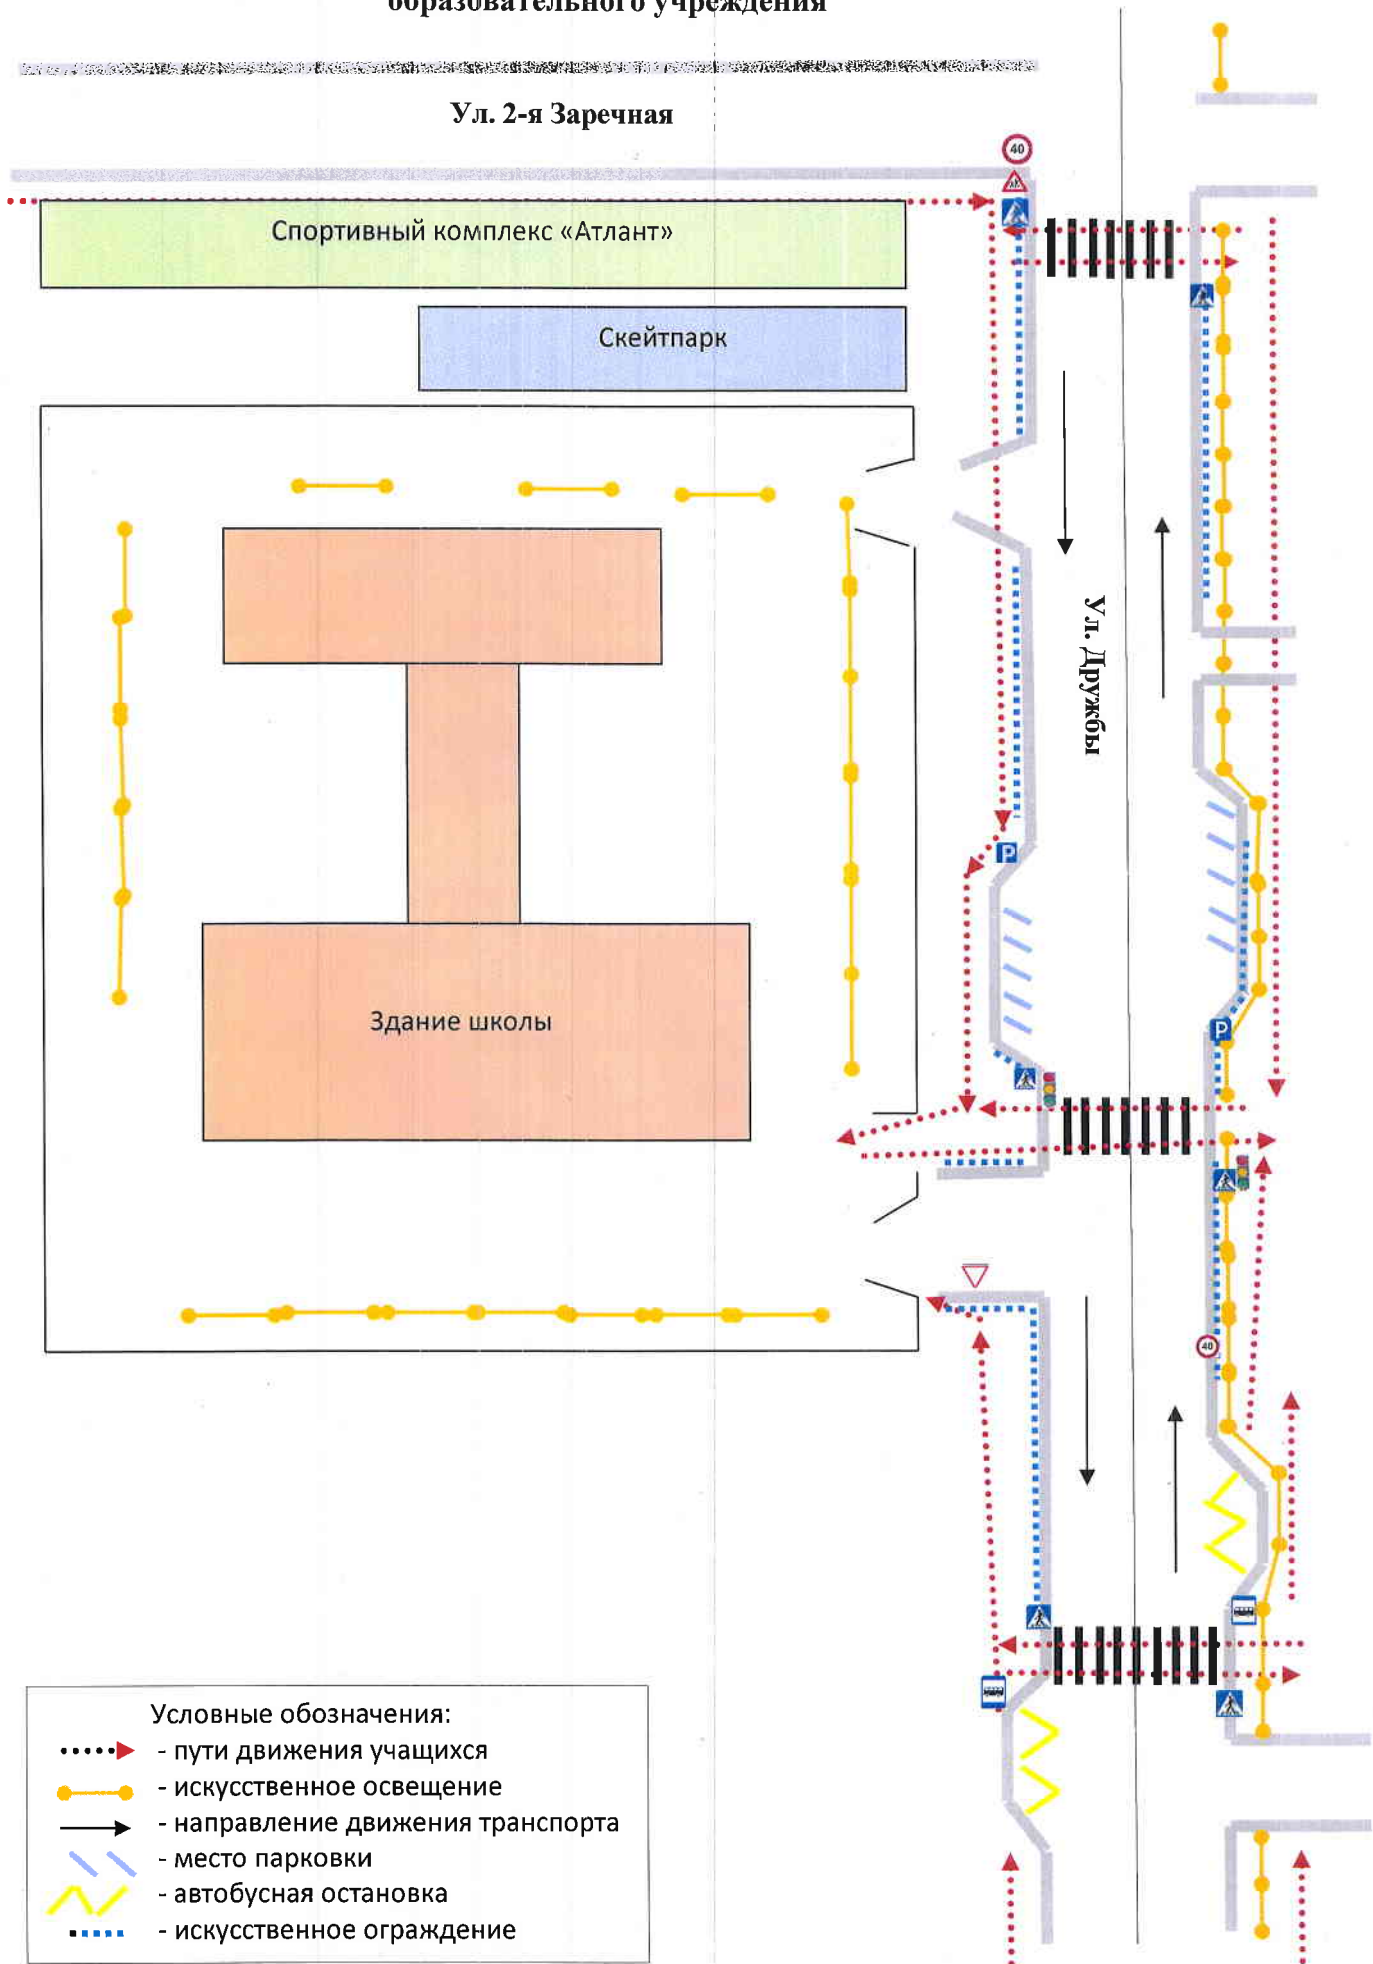 образовательного учреждения
Ул. 2-я Заречная
40
Спортивный комплекс «Атлант»
Скейтпарк
Ул. Дружбы
P
Здание школы
P
40
Условные обозначения:
- пути движения учащихся
- искусственное освещение
- направление движения транспорта
- место парковки
- автобусная остановка
- искусственное ограждение